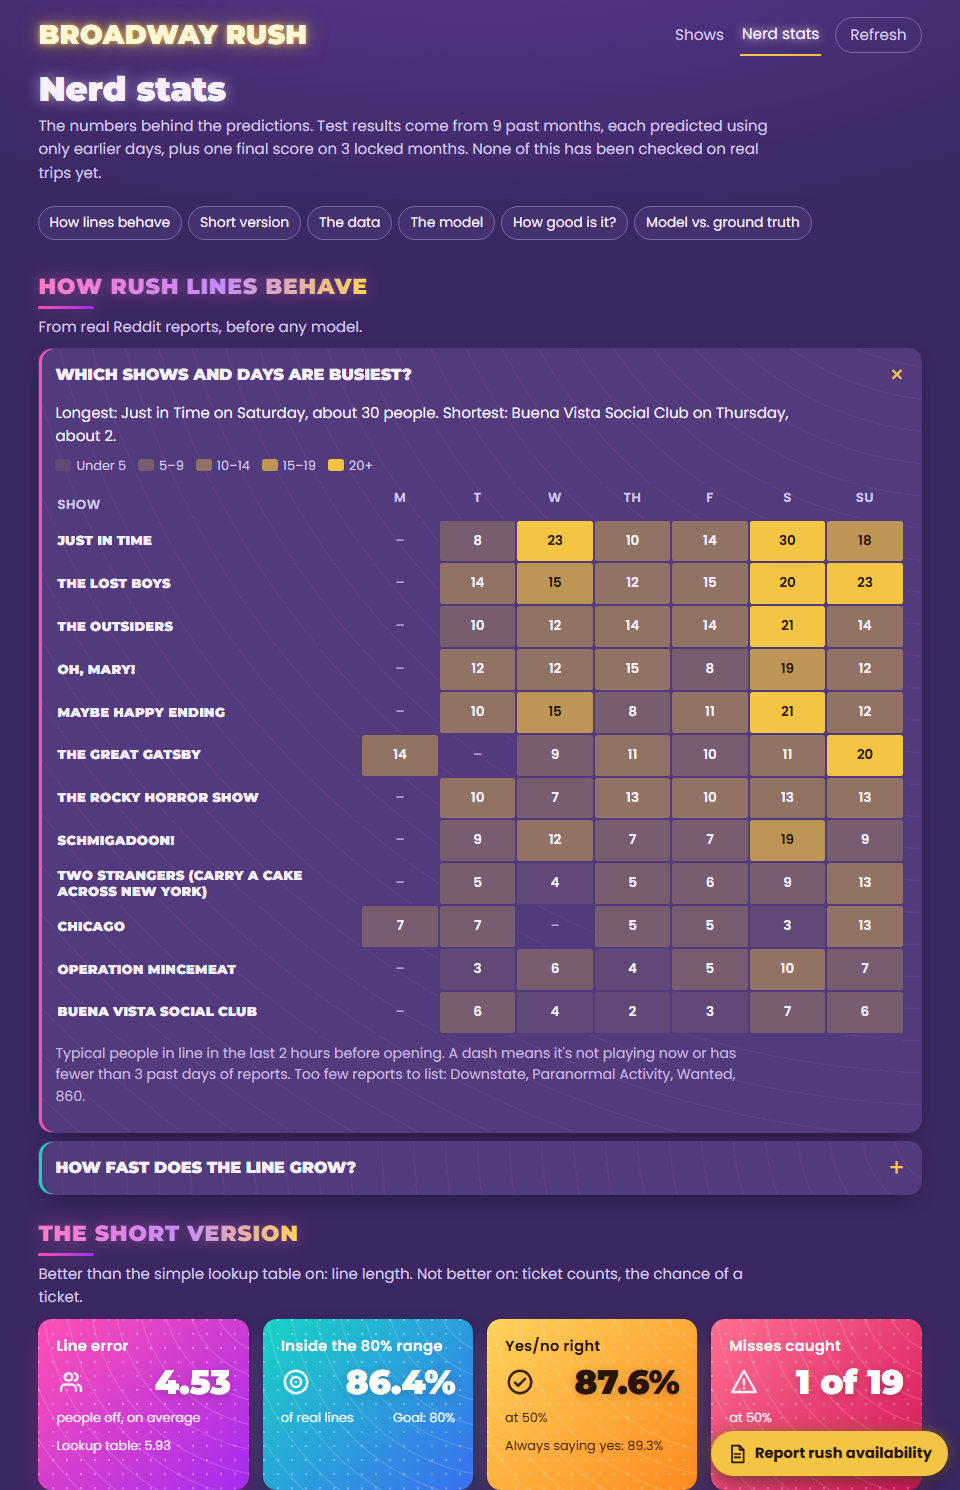 BROADWAY RUSH
Shows
Nerd stats
Refresh
Nerd stats
The numbers behind the predictions. Test results come from 9 past months, each predicted using
only earlier days, plus one final score on 3 locked months. None of this has been checked on real
trips yet.
How lines behave
Short version
The data
The model
How good is it?
Model vs. ground truth
HOW RUSH LINES BEHAVE
From real Reddit reports, before any model.
WHICH SHOWS AND DAYS ARE BUSIEST?
×
Longest: Just in Time on Saturday, about 30 people. Shortest: Buena Vista Social Club on Thursday,
about 2.
Under 5 5–9 10–14 15–19 20+
SHOW M T W TH F S SU
JUST IN TIME – 8 23 10 14 30 18
THE LOST BOYS – 14 15 12 15 20 23
THE OUTSIDERS – 10 12 14 14 21 14
OH, MARY! – 12 12 15 8 19 12
MAYBE HAPPY ENDING – 10 15 8 11 21 12
THE GREAT GATSBY 14 – 9 11 10 11 20
THE ROCKY HORROR SHOW – 10 7 13 10 13 13
SCHMIGADOON! – 9 12 7 7 19 9
TWO STRANGERS (CARRY A CAKE
ACROSS NEW YORK) – 5 4 5 6 9 13
CHICAGO 7 7 – 5 5 3 13
OPERATION MINCEMEAT – 3 6 4 5 10 7
BUENA VISTA SOCIAL CLUB – 6 4 2 3 7 6
Typical people in line in the last 2 hours before opening. A dash means it's not playing now or has
fewer than 3 past days of reports. Too few reports to list: Downstate, Paranormal Activity, Wanted,
860.
HOW FAST DOES THE LINE GROW?
+
THE SHORT VERSION
Better than the simple lookup table on: line length. Not better on: ticket counts, the chance of a
ticket.
Line error
4.53
people off, on average
Lookup table: 5.93
Inside the 80% range
86.4%
of real lines Goal: 80%
Yes/no right
87.6%
at 50%
Always saying yes: 89.3%
Misses caught
1 of 19
at 50%
Report rush availability